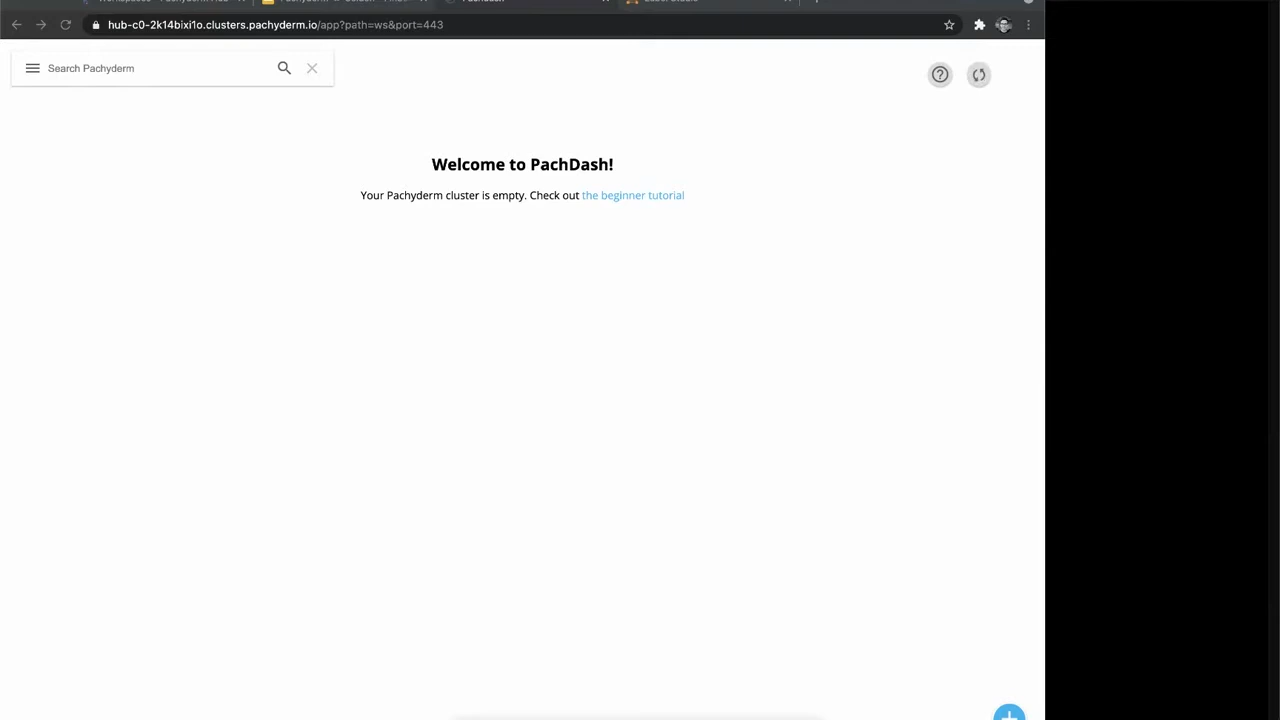 hub-c0-2k14bixi1o.clusters.pachyderm.io/app?path=ws&port=443
Search Pachyderm
Welcome to PachDash!
Your Pachyderm cluster is empty. Check out the beginner tutorial